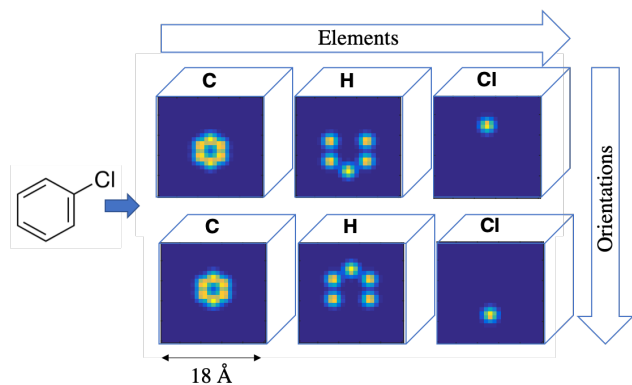 Elements
C H Cl
Cl
Orientations
C H Cl
18 Å